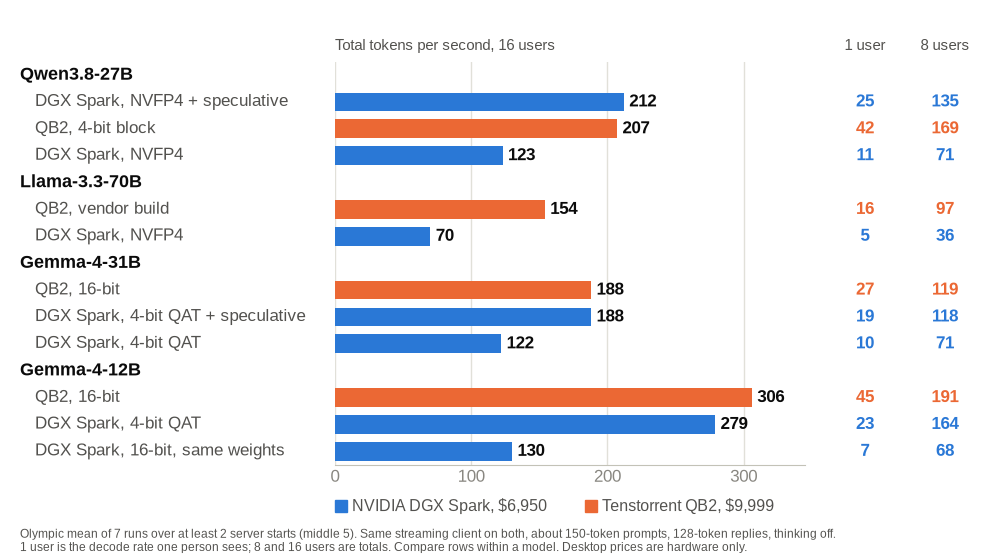 Total tokens per second, 16 users 1 user 8 users
Qwen3.8-27B
DGX Spark, NVFP4 + speculative 212 25 135
QB2, 4-bit block 207 42 169
DGX Spark, NVFP4 123 11 71
Llama-3.3-70B
QB2, vendor build 154 16 97
DGX Spark, NVFP4 70 5 36
Gemma-4-31B
QB2, 16-bit 188 27 119
DGX Spark, 4-bit QAT + speculative 188 19 118
DGX Spark, 4-bit QAT 122 10 71
Gemma-4-12B
QB2, 16-bit 306 45 191
DGX Spark, 4-bit QAT 279 23 164
DGX Spark, 16-bit, same weights 130 7 68
0 100 200 300
NVIDIA DGX Spark, $6,950 Tenstorrent QB2, $9,999
Olympic mean of 7 runs over at least 2 server starts (middle 5). Same streaming client on both, about 150-token prompts, 128-token replies, thinking off.
1 user is the decode rate one person sees; 8 and 16 users are totals. Compare rows within a model. Desktop prices are hardware only.